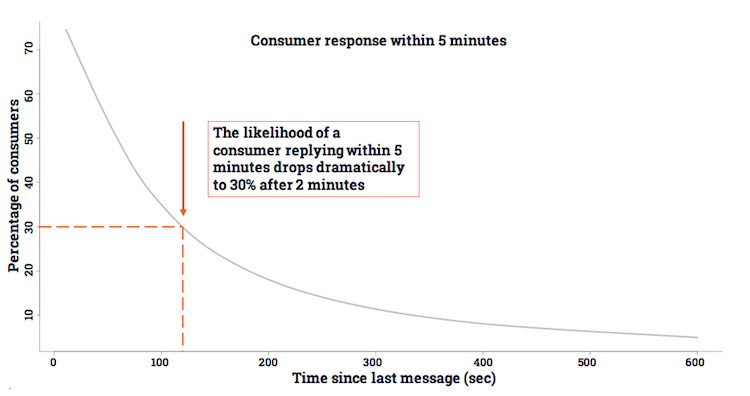 Consumer response within 5 minutes
The likelihood of a
consumer replying within 5
minutes drops dramatically
to 30% after 2 minutes
Percentage of consumers
70
60
50
40
30
20
10
0
100
200
300
400
500
600
Time since last message (sec)